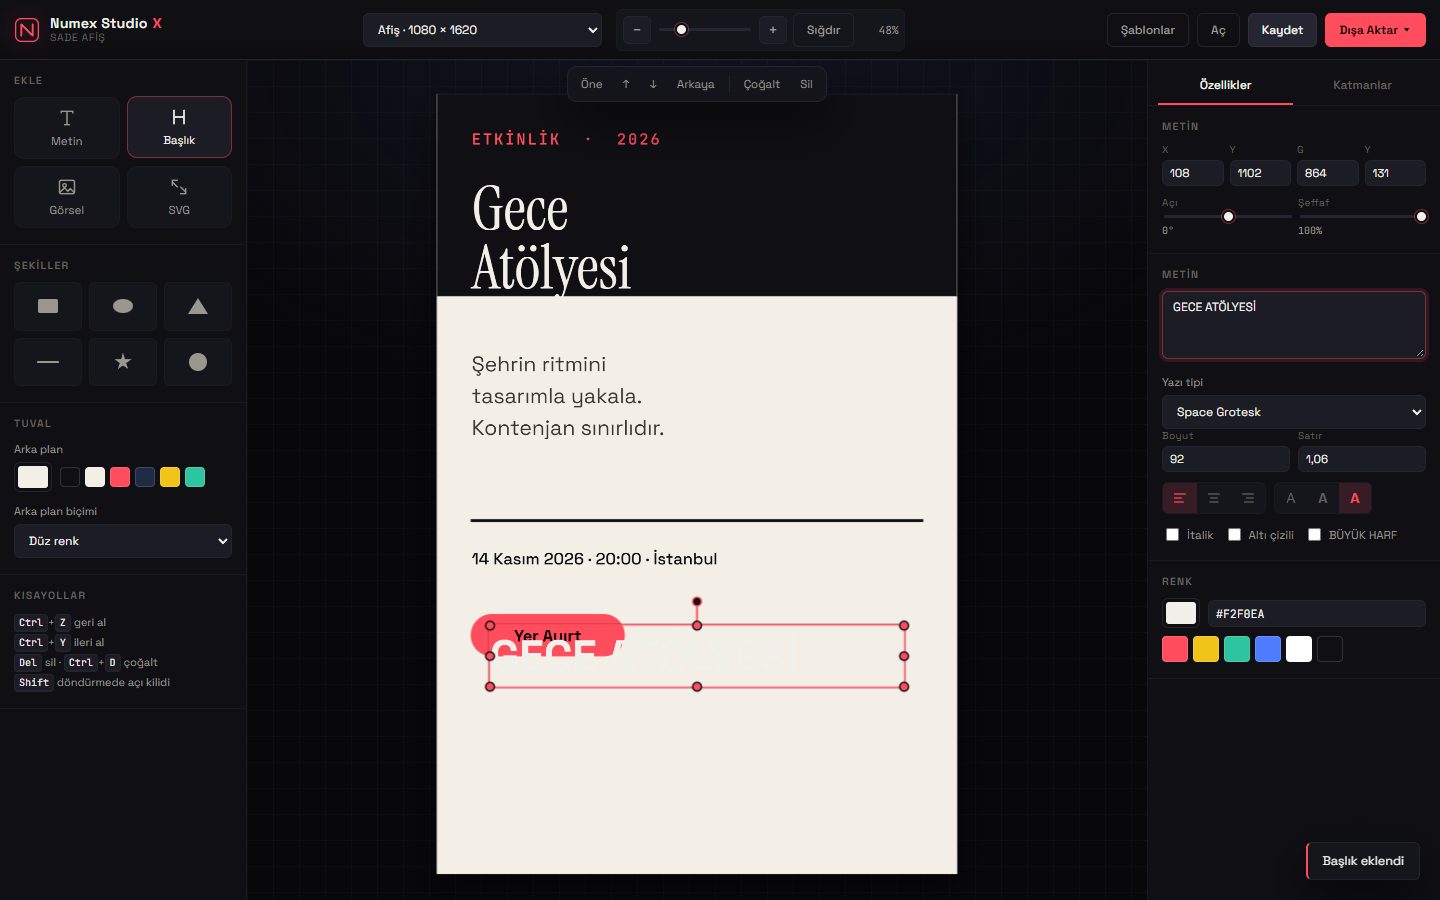 Numex Studio X
SADE AFİŞ
Afiş · 1080 × 1620
−
+
Sığdır
48%
Şablonlar
Aç
Kaydet
Dışa Aktar
EKLE
Metin
Başlık
Görsel
SVG
ŞEKİLLER
TUVAL
Arka plan
Arka plan biçimi
Düz renk
KISAYOLLAR
Ctrl + Z geri al
Ctrl + Y ileri al
Del sil · Ctrl + D çoğalt
Shift döndürmede açı kilidi
Öne ↑ ↓ Arkaya Çoğalt Sil
ETKİNLİK · 2026
Gece
Atölyesi
Şehrin ritmini
tasarımla yakala.
Kontenjan sınırlıdır.
14 Kasım 2026 · 20:00 · İstanbul
Yer Ayırt
GECE
Özellikler
Katmanlar
METİN
X Y G Y
108 1102 864 131
Açı Şeffaf
0° 100%
METİN
GECE ATÖLYESİ
Yazı tipi
Space Grotesk
Boyut Satır
92 1,06
A A A
İtalik Altı çizili BÜYÜK HARF
RENK
#F2F0EA
Başlık eklendi